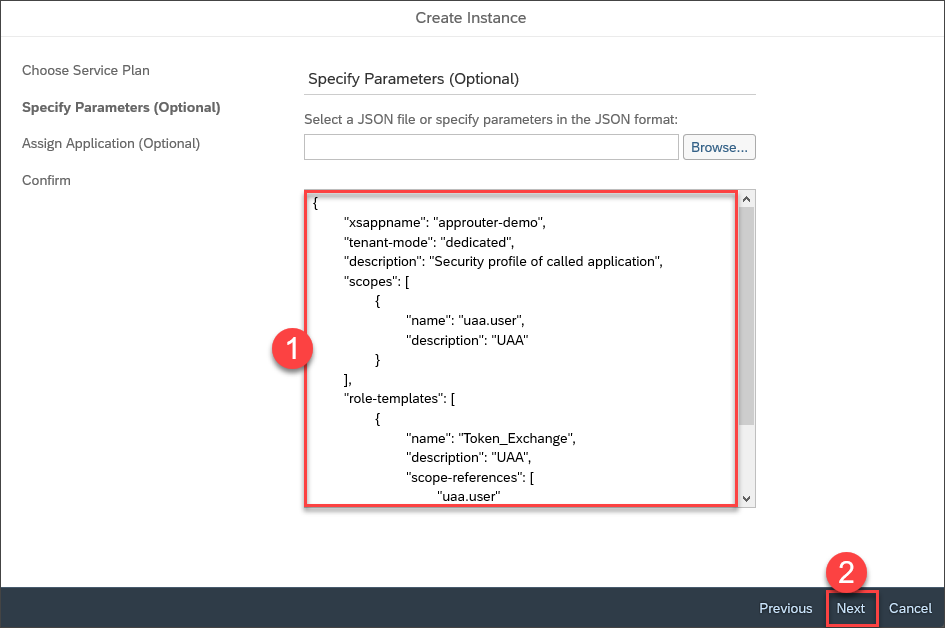 Create Instance
Choose Service Plan
Specify Parameters (Optional)
Assign Application (Optional)
Confirm
Specify Parameters (Optional)
Select a JSON file or specify parameters in the JSON format:
Browse...
{
"xsappname": "approuter-demo",
"tenant-mode": "dedicated",
"description": "Security profile of called application",
"scopes": [
{
"name": "uaa.user",
"description": "UAA"
}
],
"role-templates": [
{
"name": "Token_Exchange",
"description": "UAA",
"scope-references": [
"uaa.user"
1
2
Previous Next Cancel